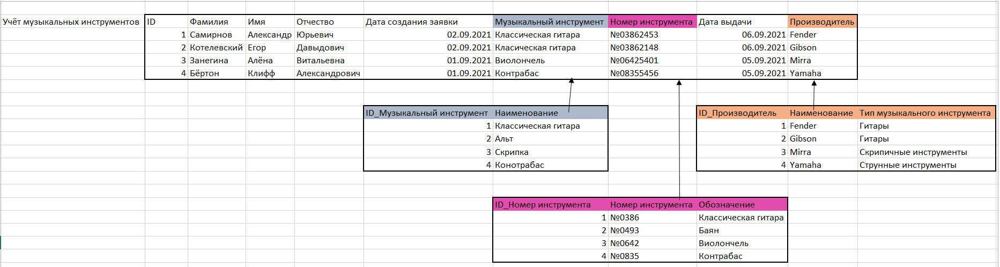 Учёт музыкальных инструментов ID Фамилия Имя Отчество Дата создания заявки Музыкальный инструмент Номер инструмента Дата выдачи Производитель
1 Самирнов Александр Юрьевич 02.09.2021 Классическая гитара №03862453 06.09.2021 Fender
2 Котелевский Егор Давыдович 02.09.2021 Класическая гитара №03862148 06.09.2021 Gibson
3 Занегина Алёна Витальевна 01.09.2021 Виолончель №06425401 05.09.2021 Mirra
4 Бёртон Клифф Александрович 01.09.2021 Контрабас №08355456 05.09.2021 Yamaha
ID_Музыкальный инструмент Наименование
1 Классическая гитара
2 Альт
3 Скрипка
4 Конотрабас
ID_Производитель Наименование Тип музыкального инструмента
1 Fender Гитары
2 Gibson Гитары
3 Mirra Скрипичные инструменты
4 Yamaha Струнные инструменты
ID_Номер инструмента Номер инструмента Обозначение
1 №0386 Классическая гитара
2 №0493 Баян
3 №0642 Виолончель
4 №0835 Контрабас